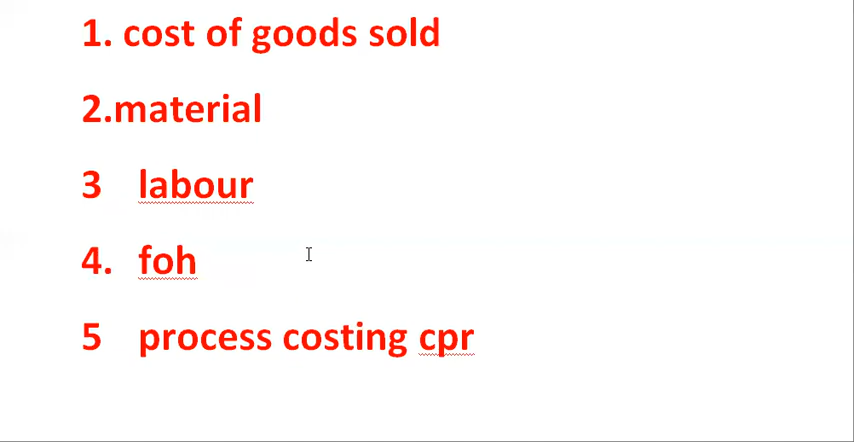 1. cost of goods sold
2.material
3 labour
4. foh
5 process costing cpr